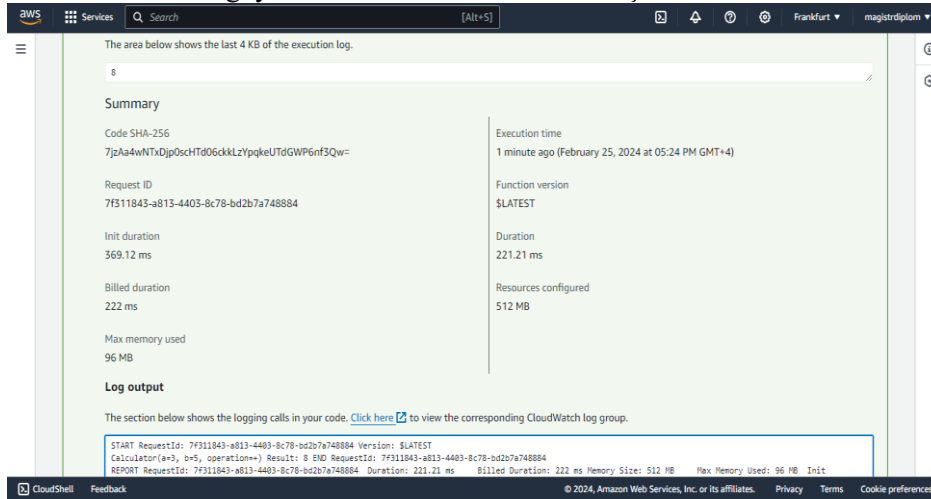 aws Services Search [Alt+S] Frankfurt magistrdiplom
The area below shows the last 4 KB of the execution log.
8
Summary
Code SHA-256
7jzAa4wNTxDjp0scHTd06ckkLzYpqkeUTdGWP6nf3Qw=
Execution time
1 minute ago (February 25, 2024 at 05:24 PM GMT+4)
Request ID
7f311843-a813-4403-8c78-bd2b7a748884
Function version
$LATEST
Init duration
369.12 ms
Duration
221.21 ms
Billed duration
222 ms
Resources configured
512 MB
Max memory used
96 MB
Log output
The section below shows the logging calls in your code. Click here to view the corresponding CloudWatch log group.
START RequestId: 7f311843-a813-4403-8c78-bd2b7a748884 Version: $LATEST
Calculator(a=3, b=5, operation=+) Result: 8 END RequestId: 7f311843-a813-4403-8c78-bd2b7a748884
REPORT RequestId: 7f311843-a813-4403-8c78-bd2b7a748884 Duration: 221.21 ms Billed Duration: 222 ms Memory Size: 512 MB Max Memory Used: 96 MB Init
CloudShell Feedback © 2024, Amazon Web Services, Inc. or its affiliates. Privacy Terms Cookie preferences